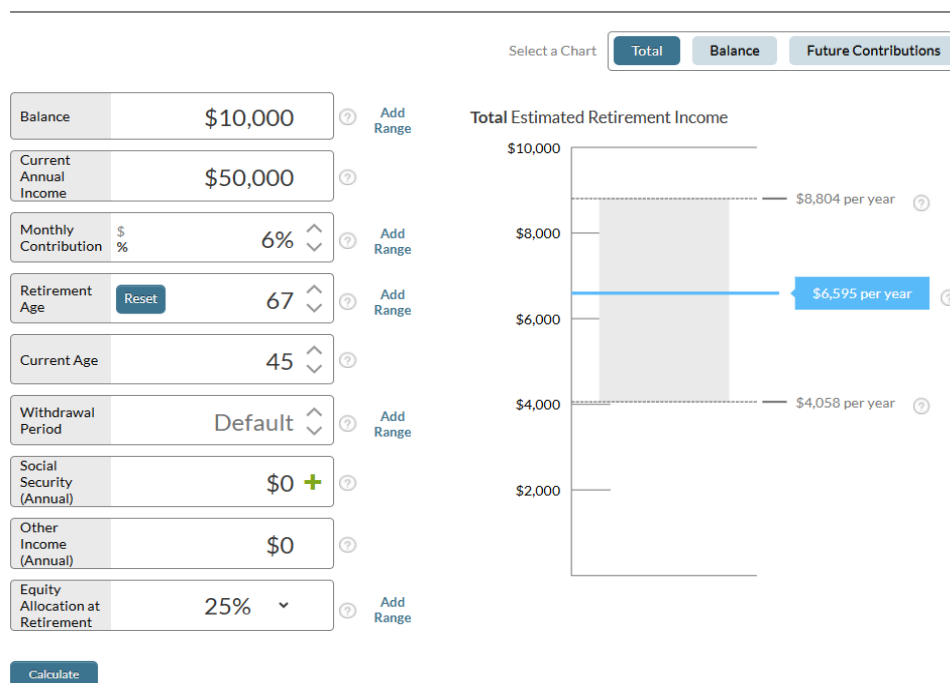 Select a Chart
Total
Balance
Future Contributions
Balance
$10,000
?
Add
Range
Current
Annual
Income
$50,000
?
Monthly
Contribution
$
%
6%
?
Add
Range
Retirement
Age
Reset
67
?
Add
Range
Current Age
45
?
Withdrawal
Period
Default
?
Add
Range
Social
Security
(Annual)
$0 +
?
Other
Income
(Annual)
$0
?
Equity
Allocation at
Retirement
25%
?
Add
Range
Calculate
Total Estimated Retirement Income
$10,000
$8,804 per year
?
$8,000
$6,595 per year
?
$6,000
$4,000
$4,058 per year
?
$2,000